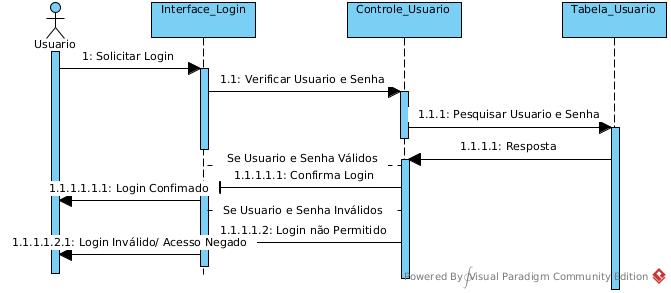 Interface_Login
Controle_Usuario
Tabela_Usuario
Usuario
1: Solicitar Login
1.1: Verificar Usuario e Senha
1.1.1: Pesquisar Usuario e Senha
1.1.1.1: Resposta
Se Usuario e Senha Válidos
1.1.1.1.1: Confirma Login
1.1.1.1.1.1: Login Confimado
Se Usuario e Senha Inválidos
1.1.1.1.2: Login não Permitido
1.1.1.1.2.1: Login Inválido/ Acesso Negado
Powered By Visual Paradigm Community Edition